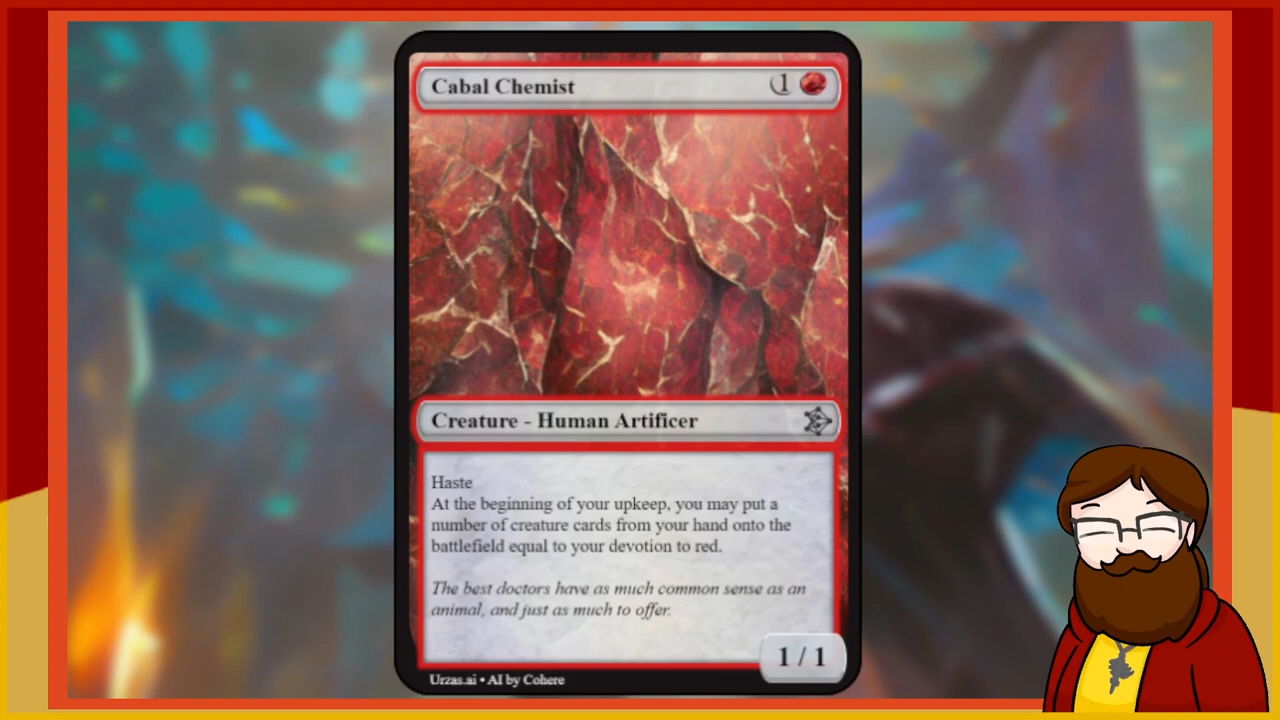 Cabal Chemist 1
Creature - Human Artificer
Haste
At the beginning of your upkeep, you may put a
number of creature cards from your hand onto the
battlefield equal to your devotion to red.
The best doctors have as much common sense as an
animal, and just as much to offer.
1 / 1
Urzas.ai • AI by Cohere